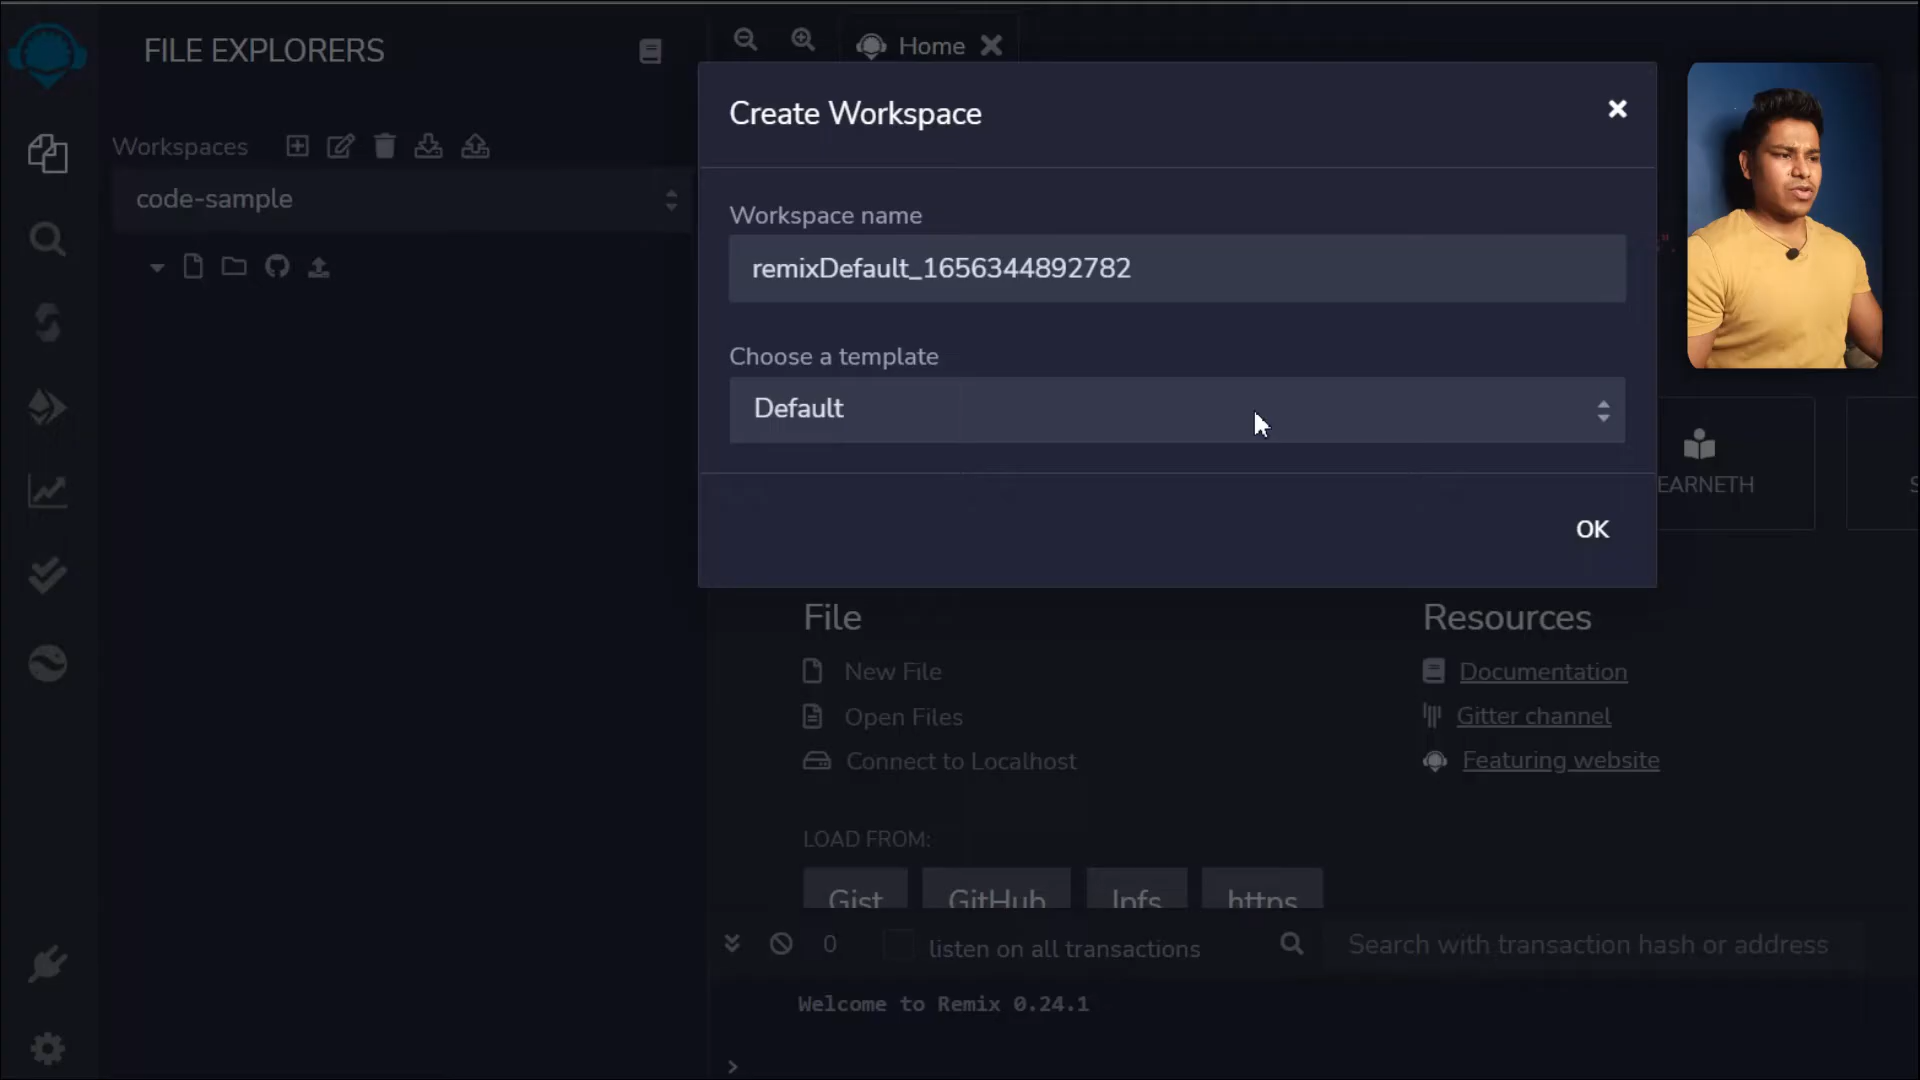 FILE EXPLORERS
Home
Create Workspace
Workspaces
code-sample
Workspace name
remixDefault_1656344892782
Choose a template
Default
EARNETH
S
OK
File
Resources
New File
Documentation
Open Files
Gitter channel
Connect to Localhost
Featuring website
LOAD FROM:
Gist
GitHub
Ipfs
https
0
listen on all transactions
Search with transaction hash or address
Welcome to Remix 0.24.1
>